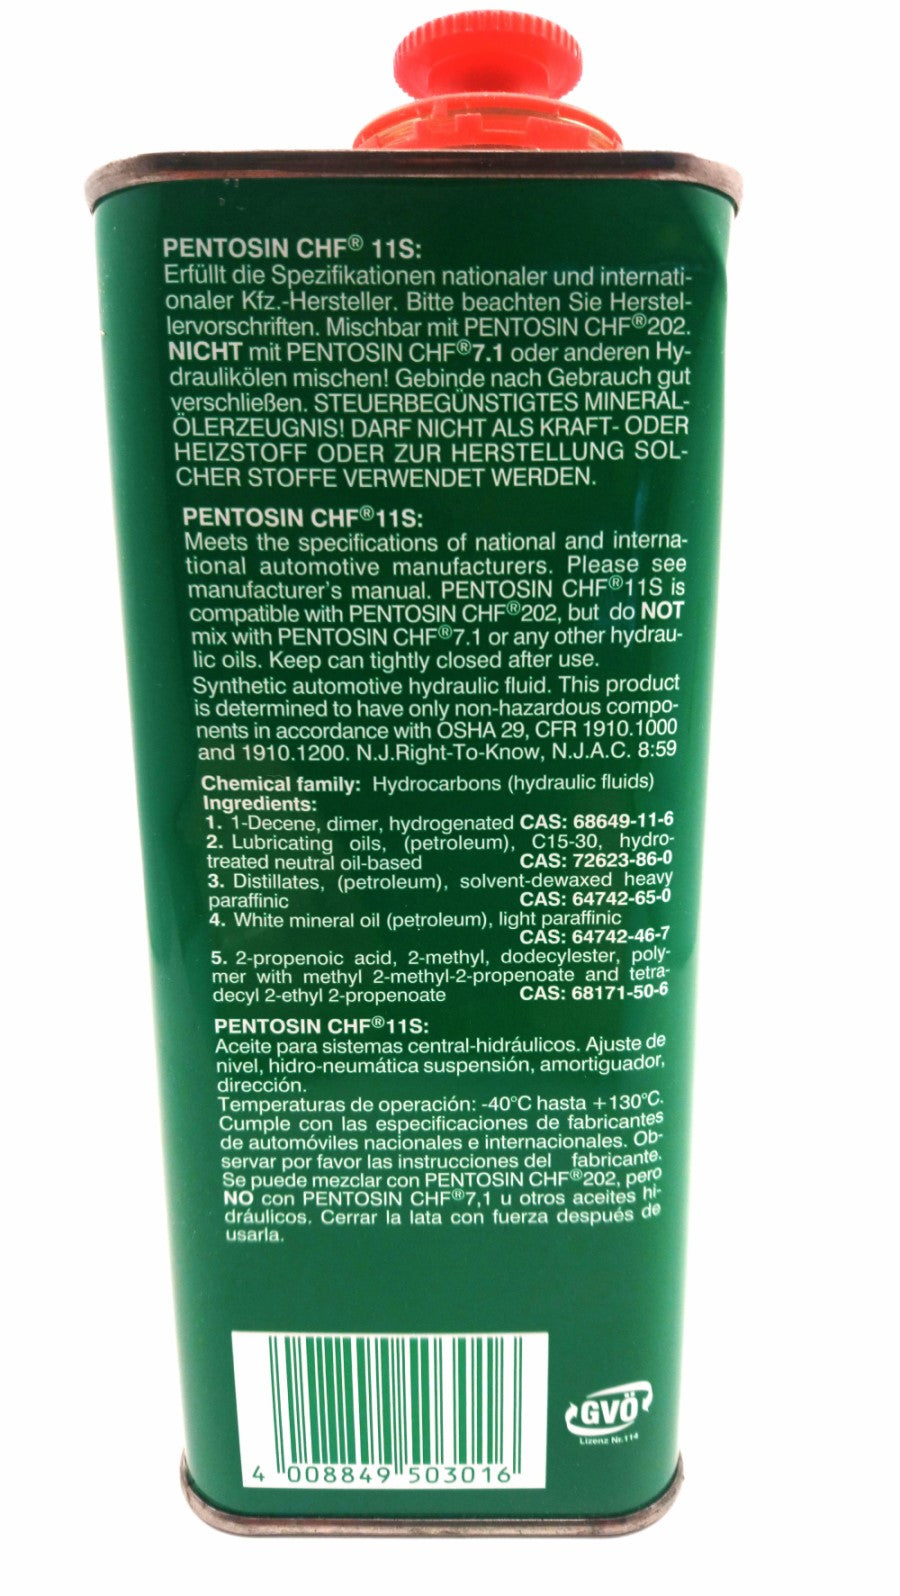 PENTOSIN CHF® 11S:
Erfüllt die Spezifikationen nationaler und internati-
onaler Kfz.-Hersteller. Bitte beachten Sie Herstel-
lervorschriften. Mischbar mit PENTOSIN CHF®202.
NICHT mit PENTOSIN CHF®7.1 oder anderen Hy-
draulikölen mischen! Gebinde nach Gebrauch gut
verschließen. STEUERBEGÜNSTIGTES MINERAL-
ÖLERZEUGNIS! DARF NICHT ALS KRAFT- ODER
HEIZSTOFF ODER ZUR HERSTELLUNG SOL-
CHER STOFFE VERWENDET WERDEN.
PENTOSIN CHF®11S:
Meets the specifications of national and interna-
tional automotive manufacturers. Please see
manufacturer's manual. PENTOSIN CHF®11S is
compatible with PENTOSIN CHF®202, but do NOT
mix with PENTOSIN CHF®7.1 or any other hydrau-
lic oils. Keep can tightly closed after use.
Synthetic automotive hydraulic fluid. This product
is determined to have only non-hazardous compo-
nents in accordance with OSHA 29, CFR 1910.1000
and 1910.1200. N.J.Right-To-Know, N.J.A.C. 8:59
Chemical family: Hydrocarbons (hydraulic fluids)
Ingredients:
1. 1-Decene, dimer, hydrogenated CAS: 68649-11-6
2. Lubricating oils, (petroleum), C15-30, hydro-
treated neutral oil-based CAS: 72623-86-0
3. Distillates, (petroleum), solvent-dewaxed heavy
paraffinic CAS: 64742-65-0
4. White mineral oil (petroleum), light paraffinic
CAS: 64742-46-7
5. 2-propenoic acid, 2-methyl, dodecylester, poly-
mer with methyl 2-methyl-2-propenoate and tetra-
decyl 2-ethyl 2-propenoate CAS: 68171-50-6
PENTOSIN CHF®11S:
Aceite para sistemas central-hidráulicos. Ajuste de
nivel, hidro-neumática suspensión, amortiguador,
dirección.
Temperaturas de operación: -40°C hasta +130°C.
Cumple con las especificaciones de fabricantes
de automóviles nacionales e internacionales. Ob-
servar por favor las instrucciones del fabricante.
Se puede mezclar con PENTOSIN CHF®202, pero
NO con PENTOSIN CHF®7,1 u otros aceites hi-
dráulicos. Cerrar la lata con fuerza después de
usarla.
4 008849 503016
GVÖ
Lizenz Nr.114